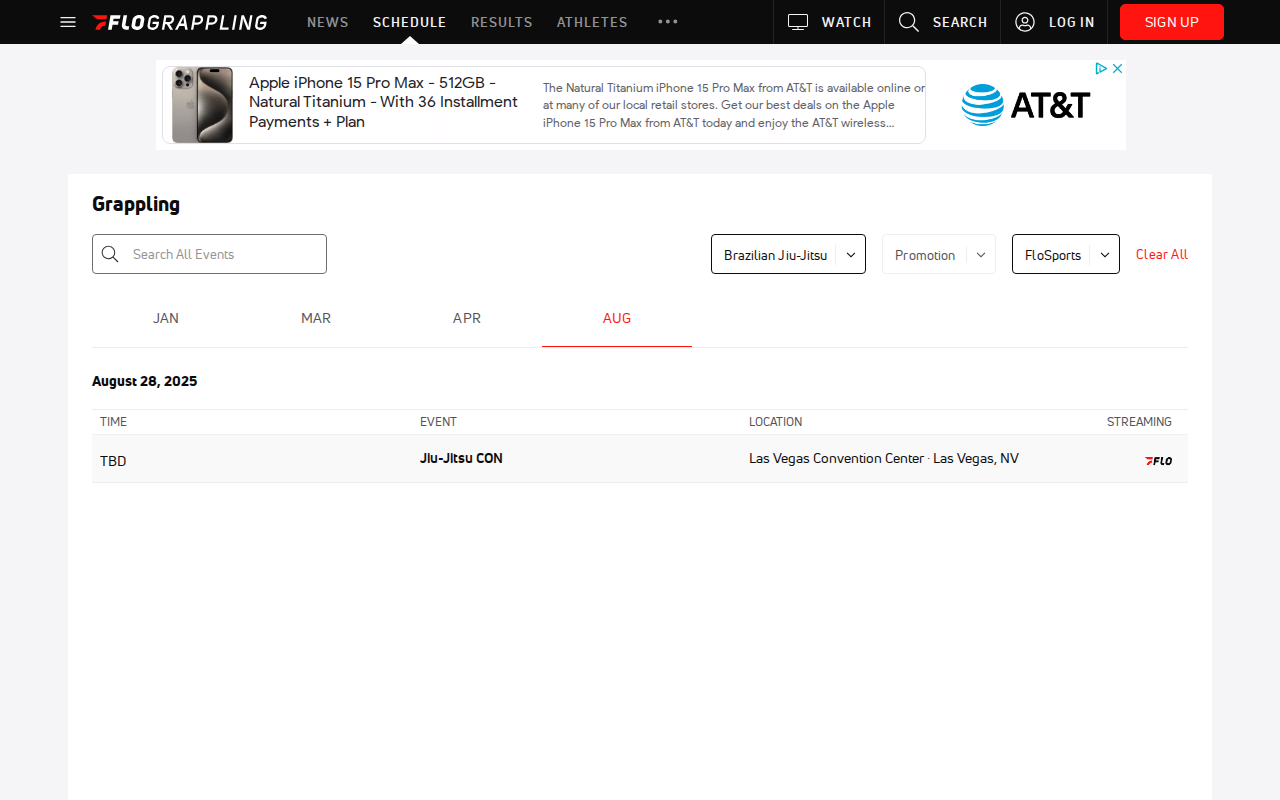 FLOGRAPPLING NEWS SCHEDULE RESULTS ATHLETES WATCH SEARCH LOG IN SIGN UP
Apple iPhone 15 Pro Max - 512GB -
Natural Titanium - With 36 Installment
Payments + Plan
The Natural Titanium iPhone 15 Pro Max from AT&T is available online or
at many of our local retail stores. Get our best deals on the Apple
iPhone 15 Pro Max from AT&T today and enjoy the AT&T wireless...
AT&T
Grappling
Search All Events Brazilian Jiu-Jitsu Promotion FloSports Clear All
JAN MAR APR AUG
August 28, 2025
TIME EVENT LOCATION STREAMING
TBD Jiu-Jitsu CON Las Vegas Convention Center · Las Vegas, NV FLO